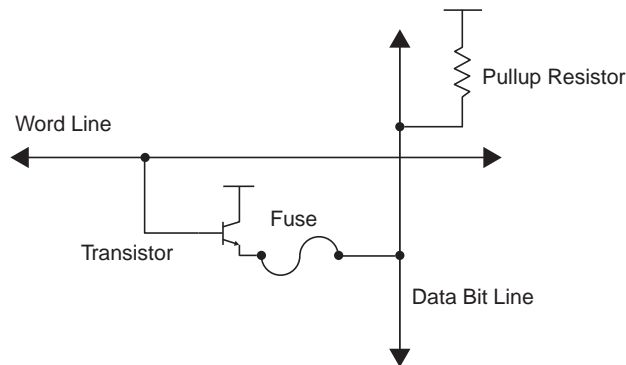 Pullup Resistor
Word Line
Fuse
Transistor
Data Bit Line